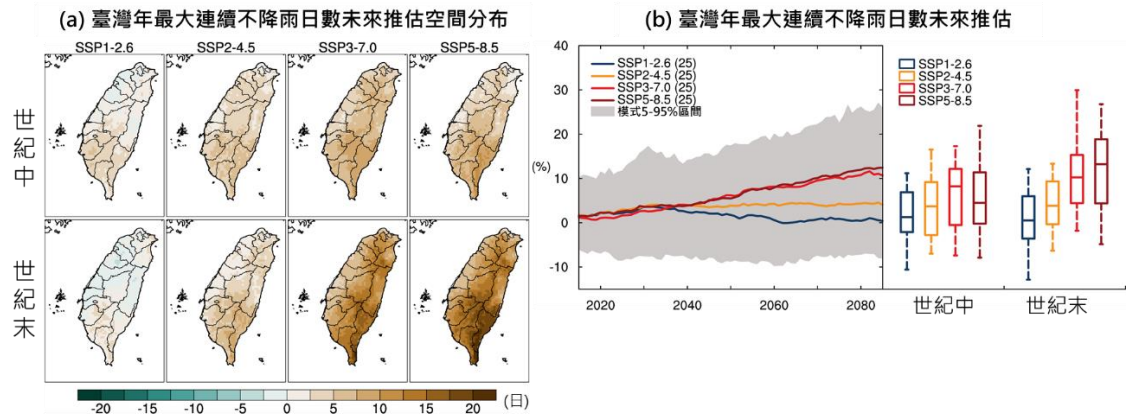 (a) 臺灣年最大連續不降雨日數未來推估空間分布
SSP1-2.6 SSP2-4.5 SSP3-7.0 SSP5-8.5
世紀中
世紀末
-20 -15 -10 -5 0 5 10 15 20 (日)
(b) 臺灣年最大連續不降雨日數未來推估
40
30
20
10
0
-10
(%)
SSP1-2.6 (25)
SSP2-4.5 (25)
SSP3-7.0 (25)
SSP5-8.5 (25)
模式5-95%區間
2020 2040 2060 2080
SSP1-2.6
SSP2-4.5
SSP3-7.0
SSP5-8.5
世紀中 世紀末